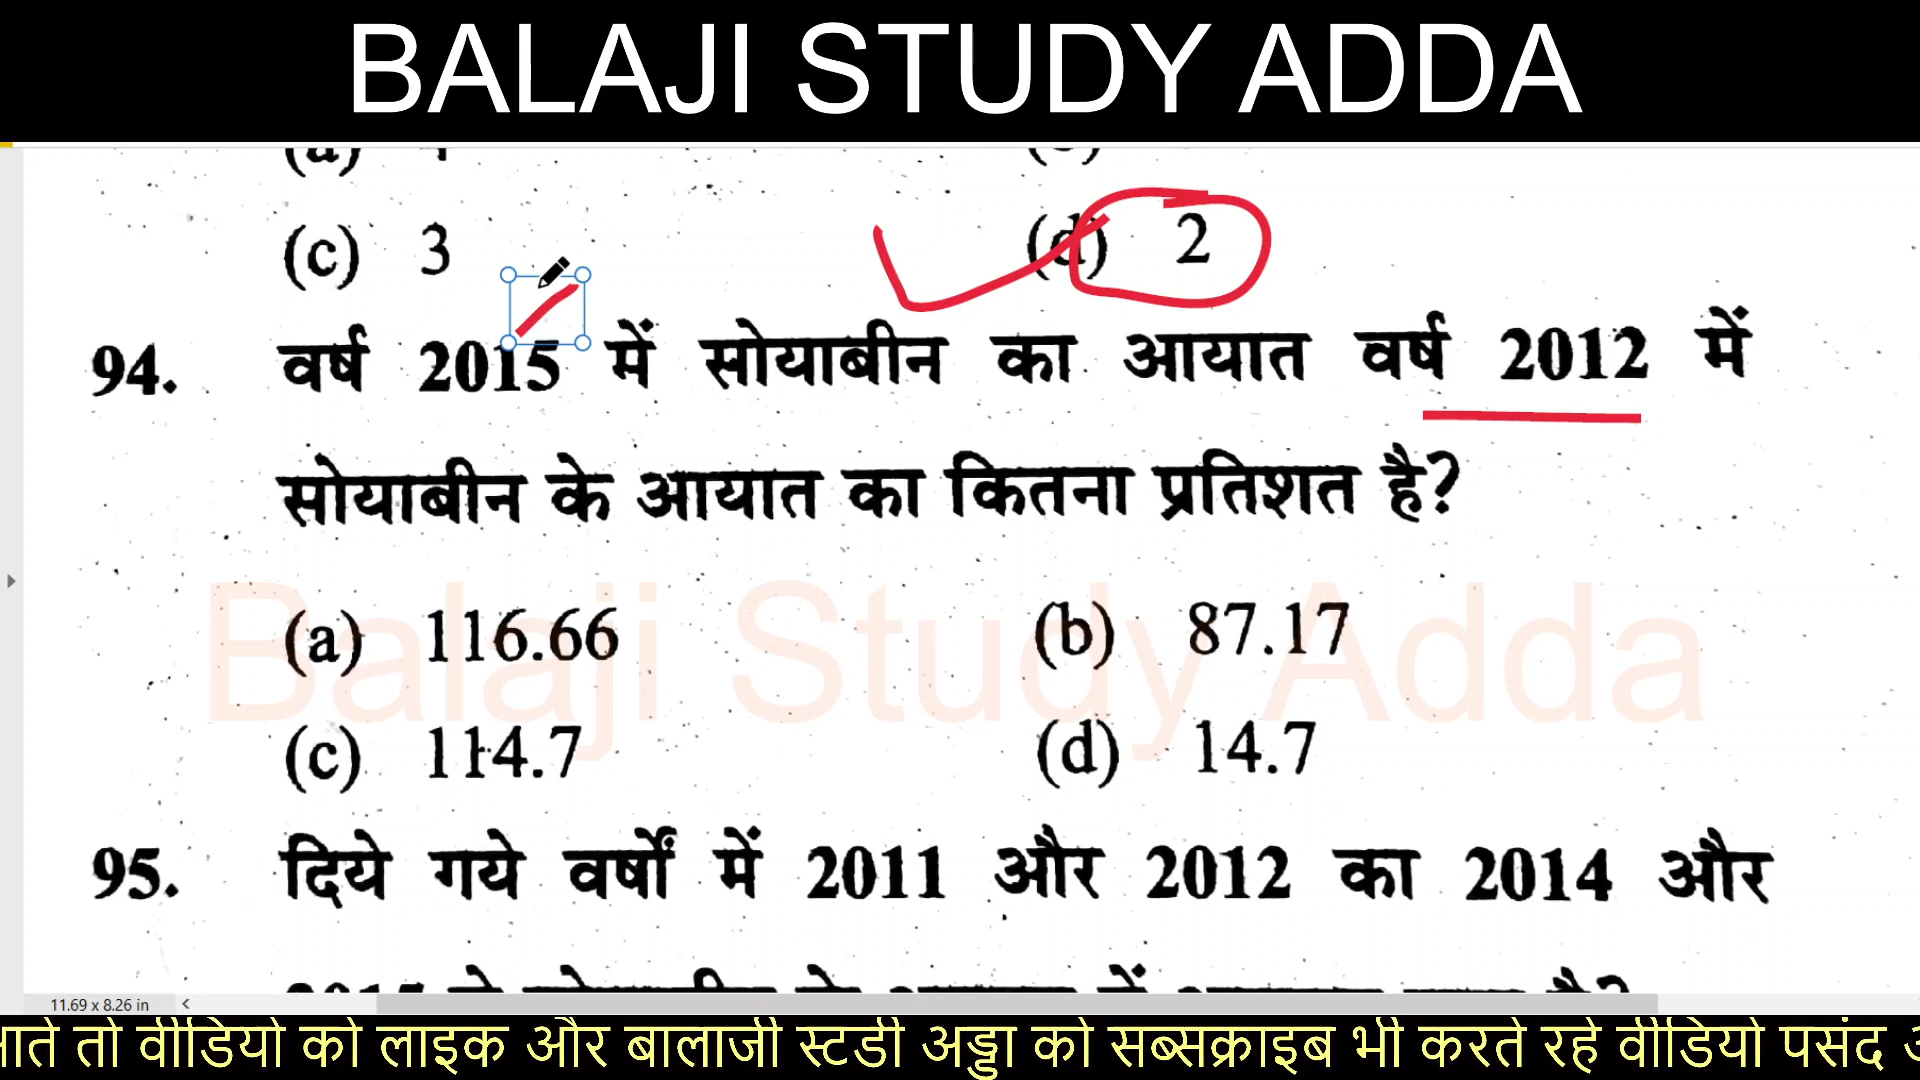 BALAJI STUDY ADDA
(c) 3 (d) 2
94. वर्ष 2015 में सोयाबीन का आयात वर्ष 2012 में
सोयाबीन के आयात का कितना प्रतिशत है?
(a) 116.66 (b) 87.17
Balaji Study Adda
(c) 114.7 (d) 14.7
95. दिये गये वर्षों में 2011 और 2012 का 2014 और
11.69 x 8.26 in
आते तो वीडियो को लाइक और बालाजी स्टडी अड्डा को सब्सक्राइब भी करते रहे वीडियो पसंद